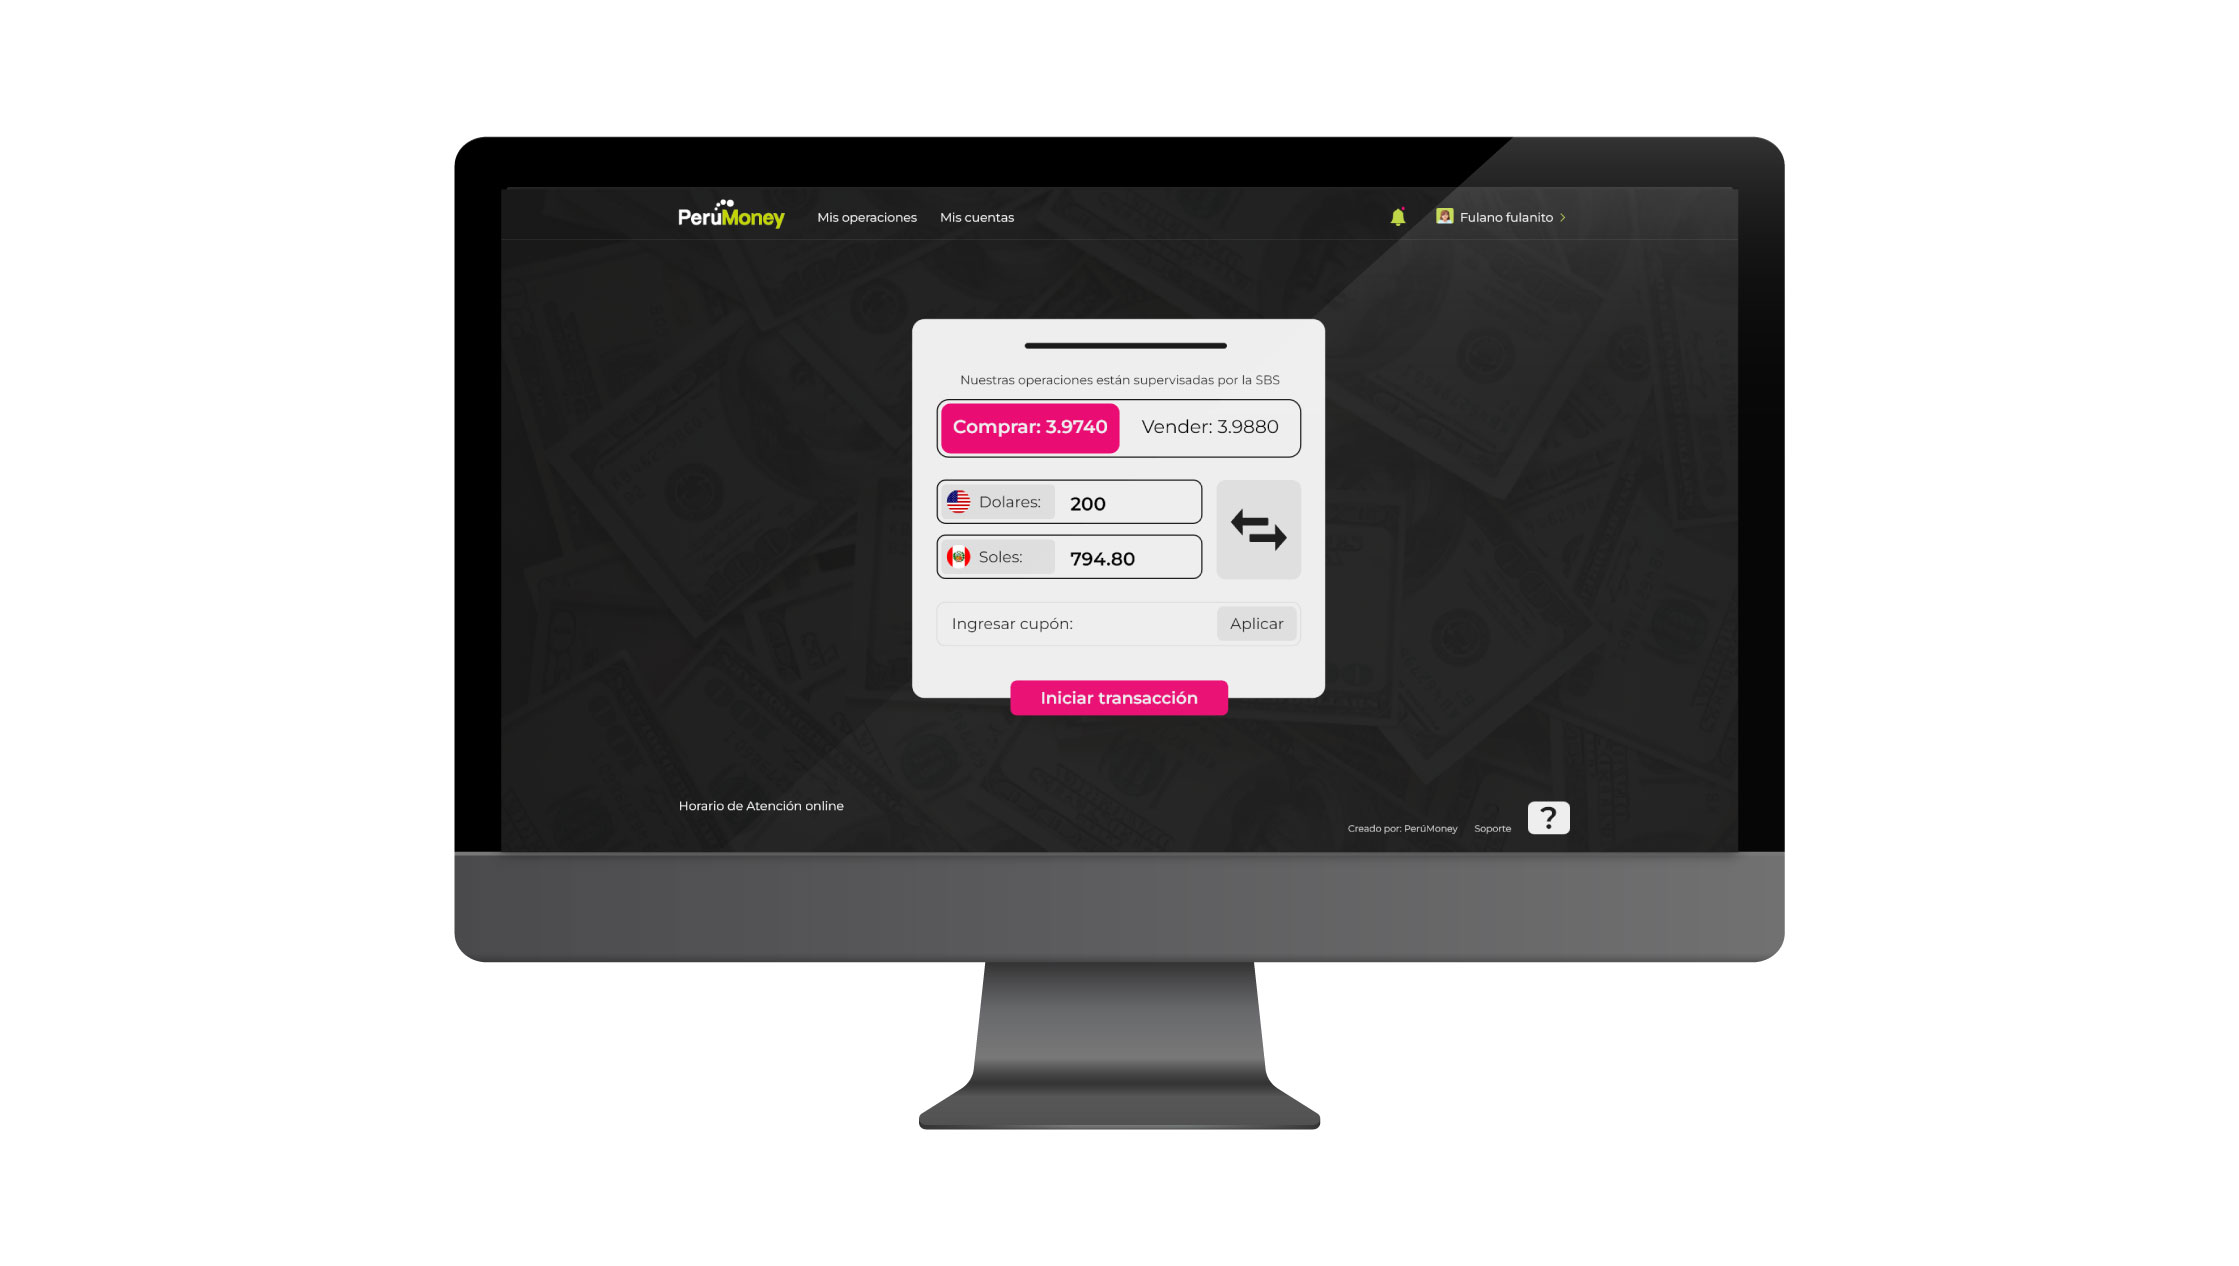 PerúMoney
Mis operaciones
Mis cuentas
Fulano fulanito
Nuestras operaciones están supervisadas por la SBS
Comprar: 3.9740
Vender: 3.9880
Dolares: 200
Soles: 794.80
Ingresar cupón:
Aplicar
Iniciar transacción
Horario de Atención online
Creado por: PerúMoney
Soporte
?